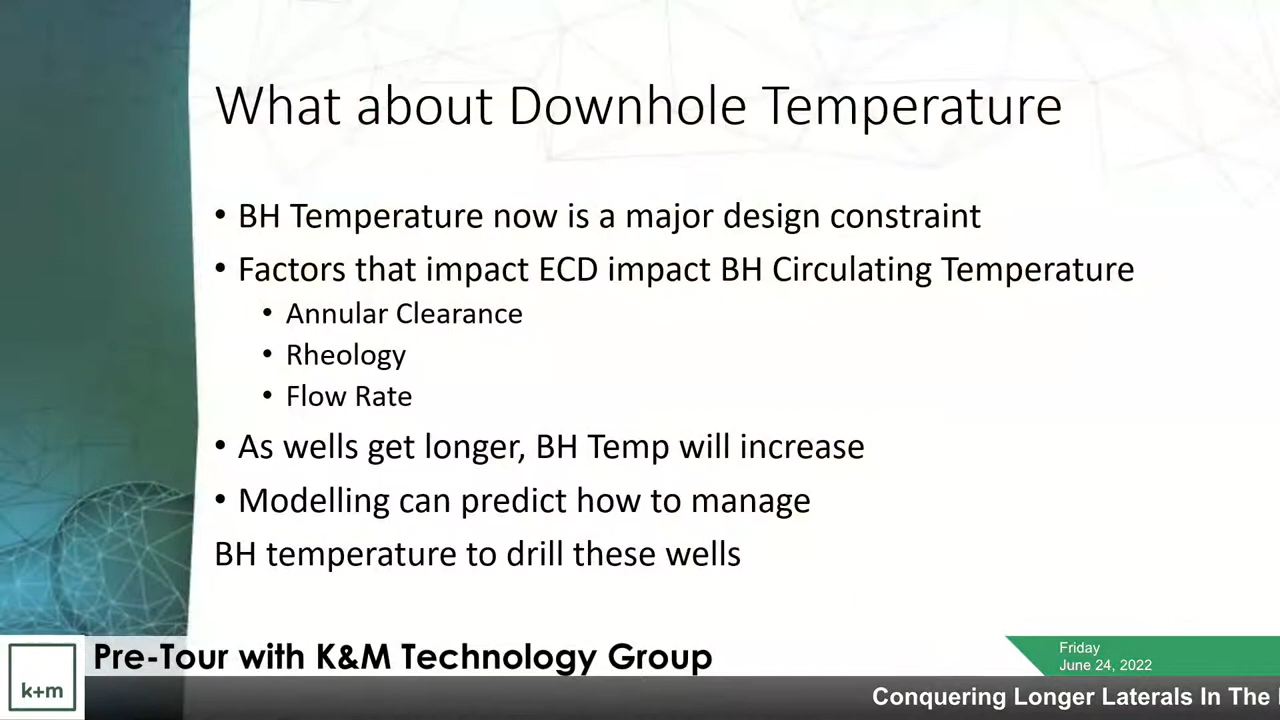 What about Downhole Temperature
• BH Temperature now is a major design constraint
• Factors that impact ECD impact BH Circulating Temperature
• Annular Clearance
• Rheology
• Flow Rate
• As wells get longer, BH Temp will increase
• Modelling can predict how to manage
BH temperature to drill these wells
k+m
Pre-Tour with K&M Technology Group
Friday
June 24, 2022
Conquering Longer Laterals In The